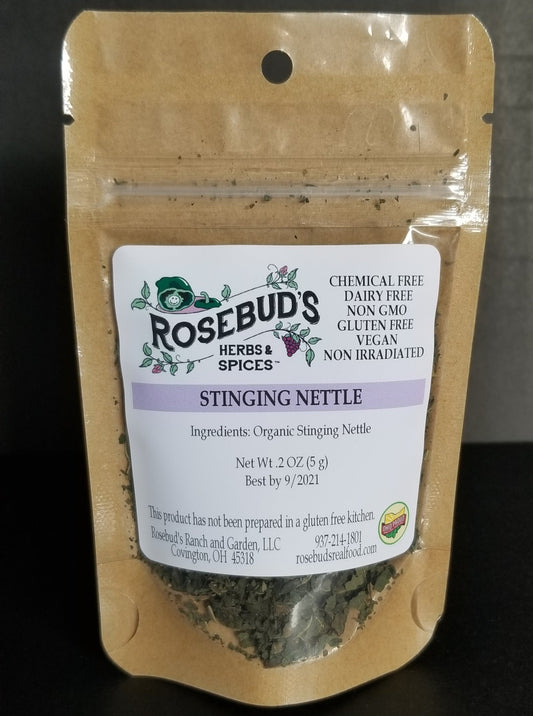 ROSEBUD'S
HERBS &
SPICES™
CHEMICAL FREE
DAIRY FREE
NON GMO
GLUTEN FREE
VEGAN
NON IRRADIATED
STINGING NETTLE
Ingredients: Organic Stinging Nettle
Net Wt .2 OZ (5 g)
Best by 9/2021
This product has not been prepared in a gluten free kitchen.
Rosebud's Ranch and Garden, LLC
Covington, OH 45318
937-214-1801
rosebudsrealfood.com